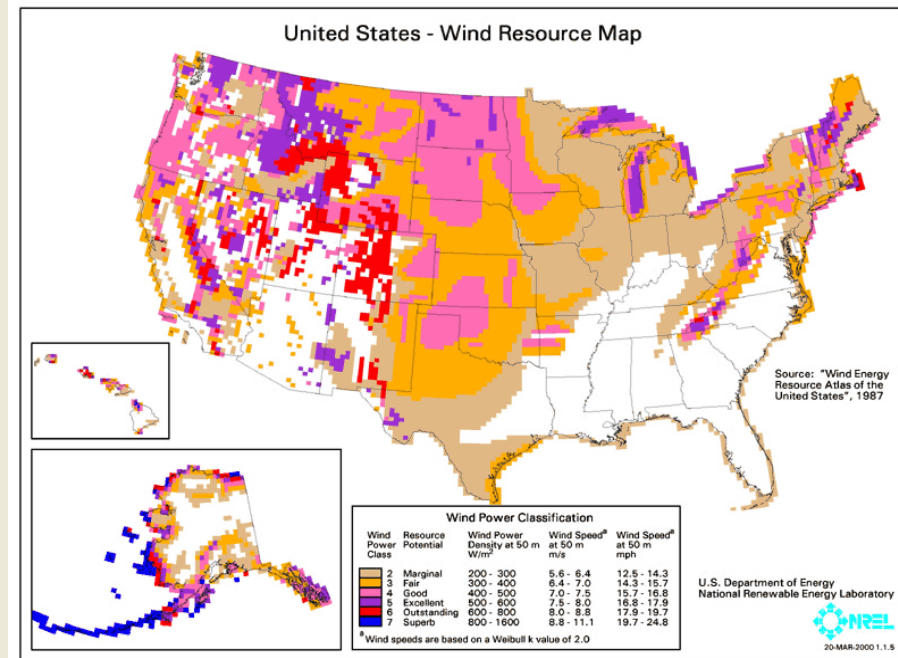 United States - Wind Resource Map
Source: "Wind Energy
Resource Atlas of the
United States", 1987
Wind Power Classification
Wind Power Class Resource Potential Wind Power Density at 50 m W/m² Wind Speedᵃ at 50 m m/s Wind Speedᵃ at 50 m mph
2 Marginal 200 - 300 5.6 - 6.4 12.5 - 14.3
3 Fair 300 - 400 6.4 - 7.0 14.3 - 15.7
4 Good 400 - 500 7.0 - 7.5 15.7 - 16.8
5 Excellent 500 - 600 7.5 - 8.0 16.8 - 17.9
6 Outstanding 600 - 800 8.0 - 8.8 17.9 - 19.7
7 Superb 800 - 1600 8.8 - 11.1 19.7 - 24.8
ᵃ Wind speeds are based on a Weibull k value of 2.0
U.S. Department of Energy
National Renewable Energy Laboratory
NREL
20-MAR-2000 1.1.5